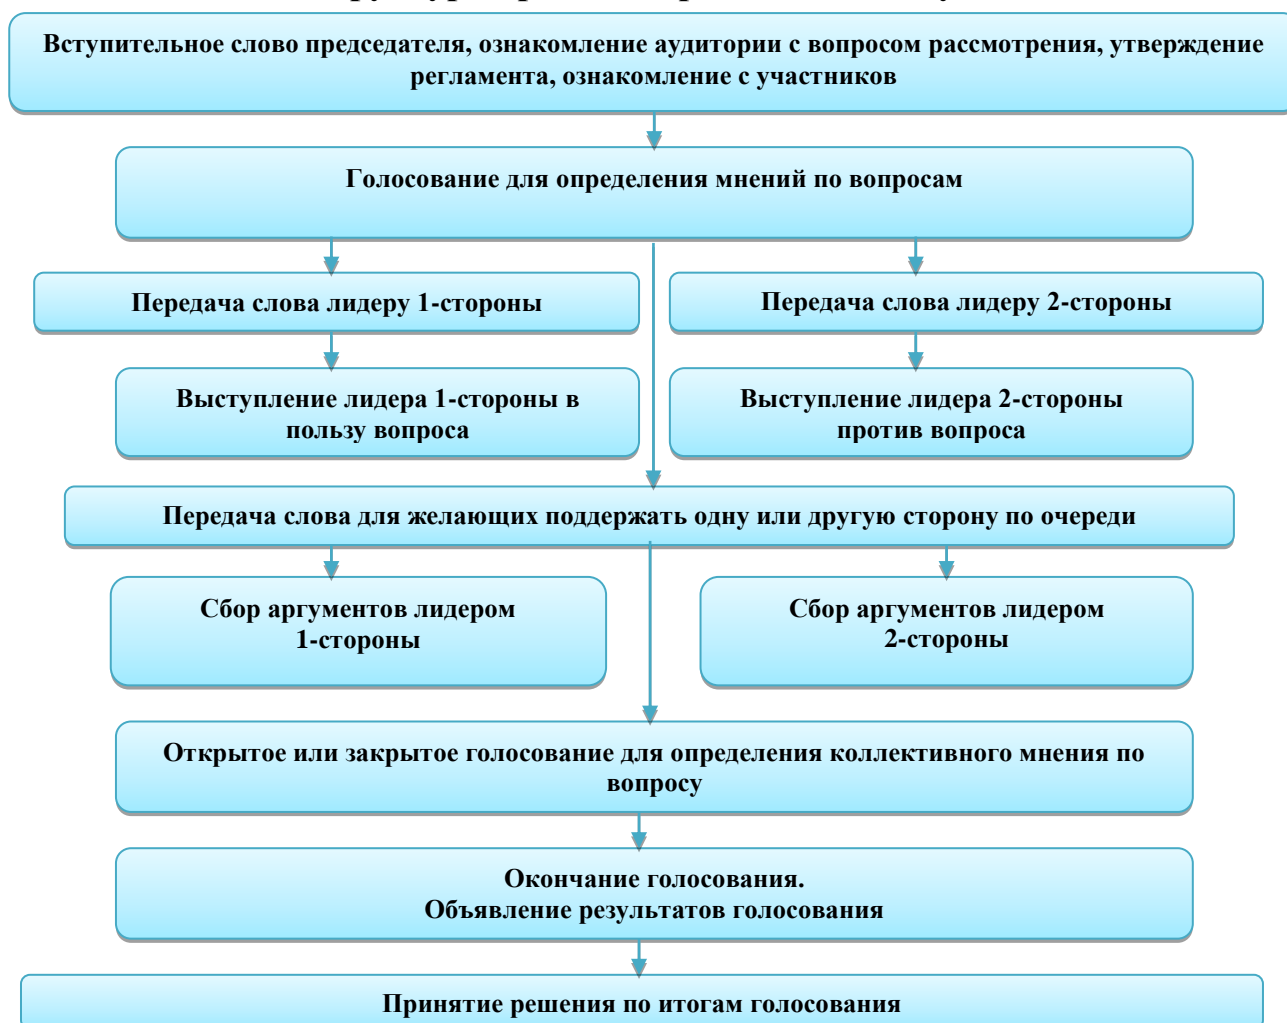 Вступительное слово председателя, ознакомление аудитории с вопросом рассмотрения, утверждение
регламента, ознакомление с участников
Голосование для определения мнений по вопросам
Передача слова лидеру 1-стороны
Передача слова лидеру 2-стороны
Выступление лидера 1-стороны в
пользу вопроса
Выступление лидера 2-стороны
против вопроса
Передача слова для желающих поддержать одну или другую сторону по очереди
Сбор аргументов лидером
1-стороны
Сбор аргументов лидером
2-стороны
Открытое или закрытое голосование для определения коллективного мнения по
вопросу
Окончание голосования.
Объявление результатов голосования
Принятие решения по итогам голосования